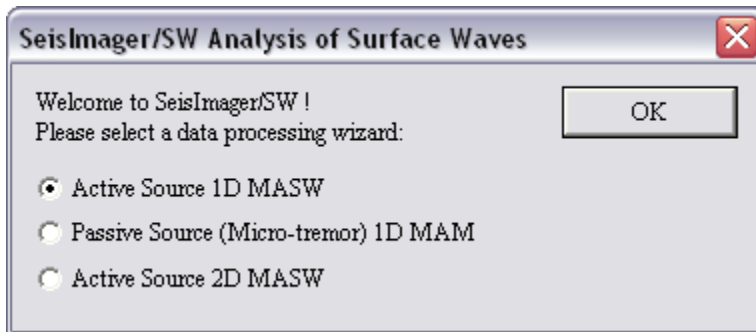 SeisImager/SW Analysis of Surface Waves
Welcome to SeisImager/SW !
Please select a data processing wizard:
OK
Active Source 1D MASW
Passive Source (Micro-tremor) 1D MAM
Active Source 2D MASW